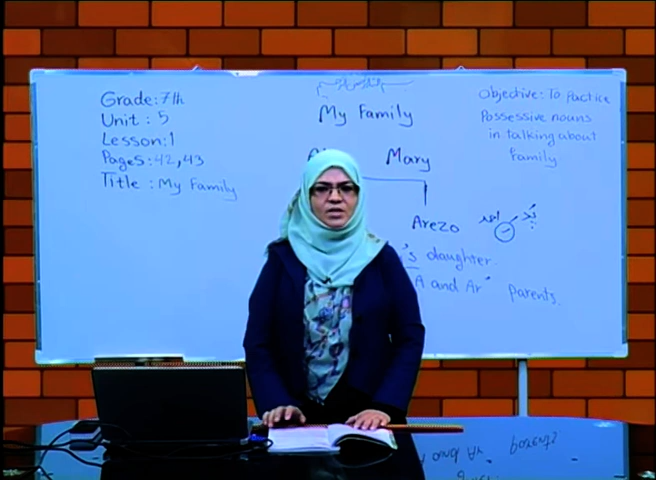 Grade: 7th
Unit : 5
Lesson: 1
Pages: 42, 43
Title : My Family
My Family
Mary
Arezo
's daughter
A and Ar' parents.
Objective: To Practice
Possessive nouns
in talking about
family